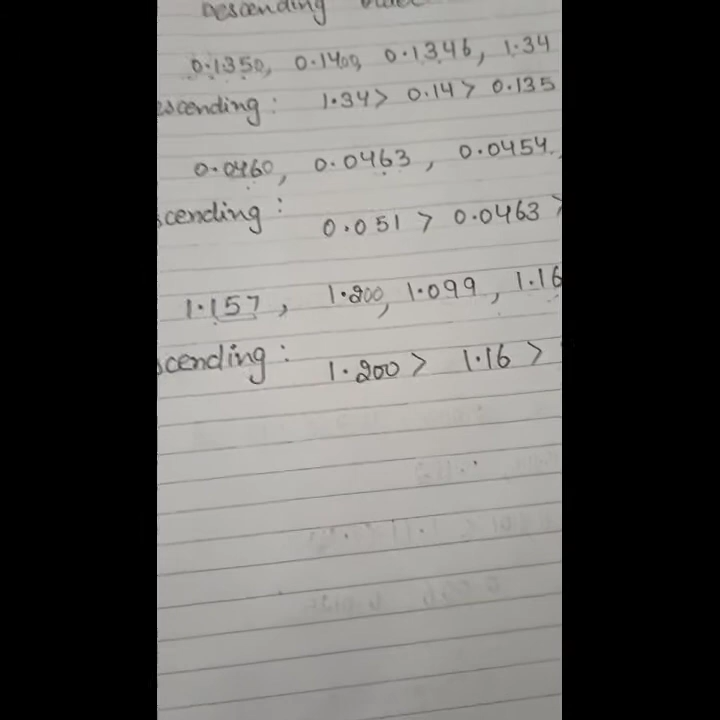 Descending Order
0.1350, 0.1400, 0.1346, 1.34
escending: 1.34> 0.14> 0.135
0.0460, 0.0463, 0.0454,
scending: 0.051 > 0.0463 >
1.157, 1.200, 1.099, 1.16
scending: 1.200> 1.16 >